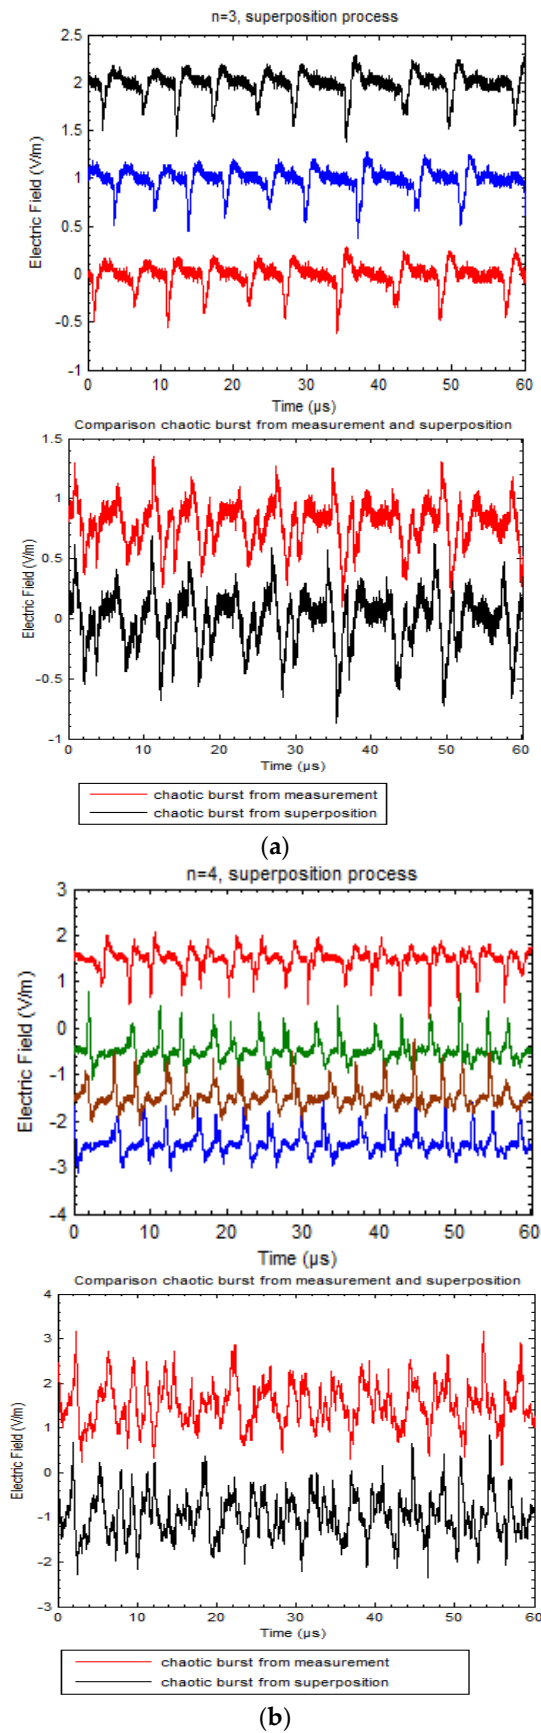 n=3, superposition process
2.5
2
1.5
1
0.5
0
-0.5
-1
Electric Field (V/m)
0 10 20 30 40 50 60
Time (µs)
Comparison chaotic burst from measurement and superposition
1.5
1
0.5
0
-0.5
-1
Electric Field (V/m)
0 10 20 30 40 50 60
Time (µs)
chaotic burst from measurement
chaotic burst from superposition
(a)
n=4, superposition process
3
2
1
0
-1
-2
-3
-4
Electric Field (V/m)
0 10 20 30 40 50 60
Time (µs)
Comparison chaotic burst from measurement and superposition
4
3
2
1
0
-1
-2
-3
Electric Field (V/m)
0 10 20 30 40 50 60
Time (µs)
chaotic burst from measurement
chaotic burst from superposition
(b)